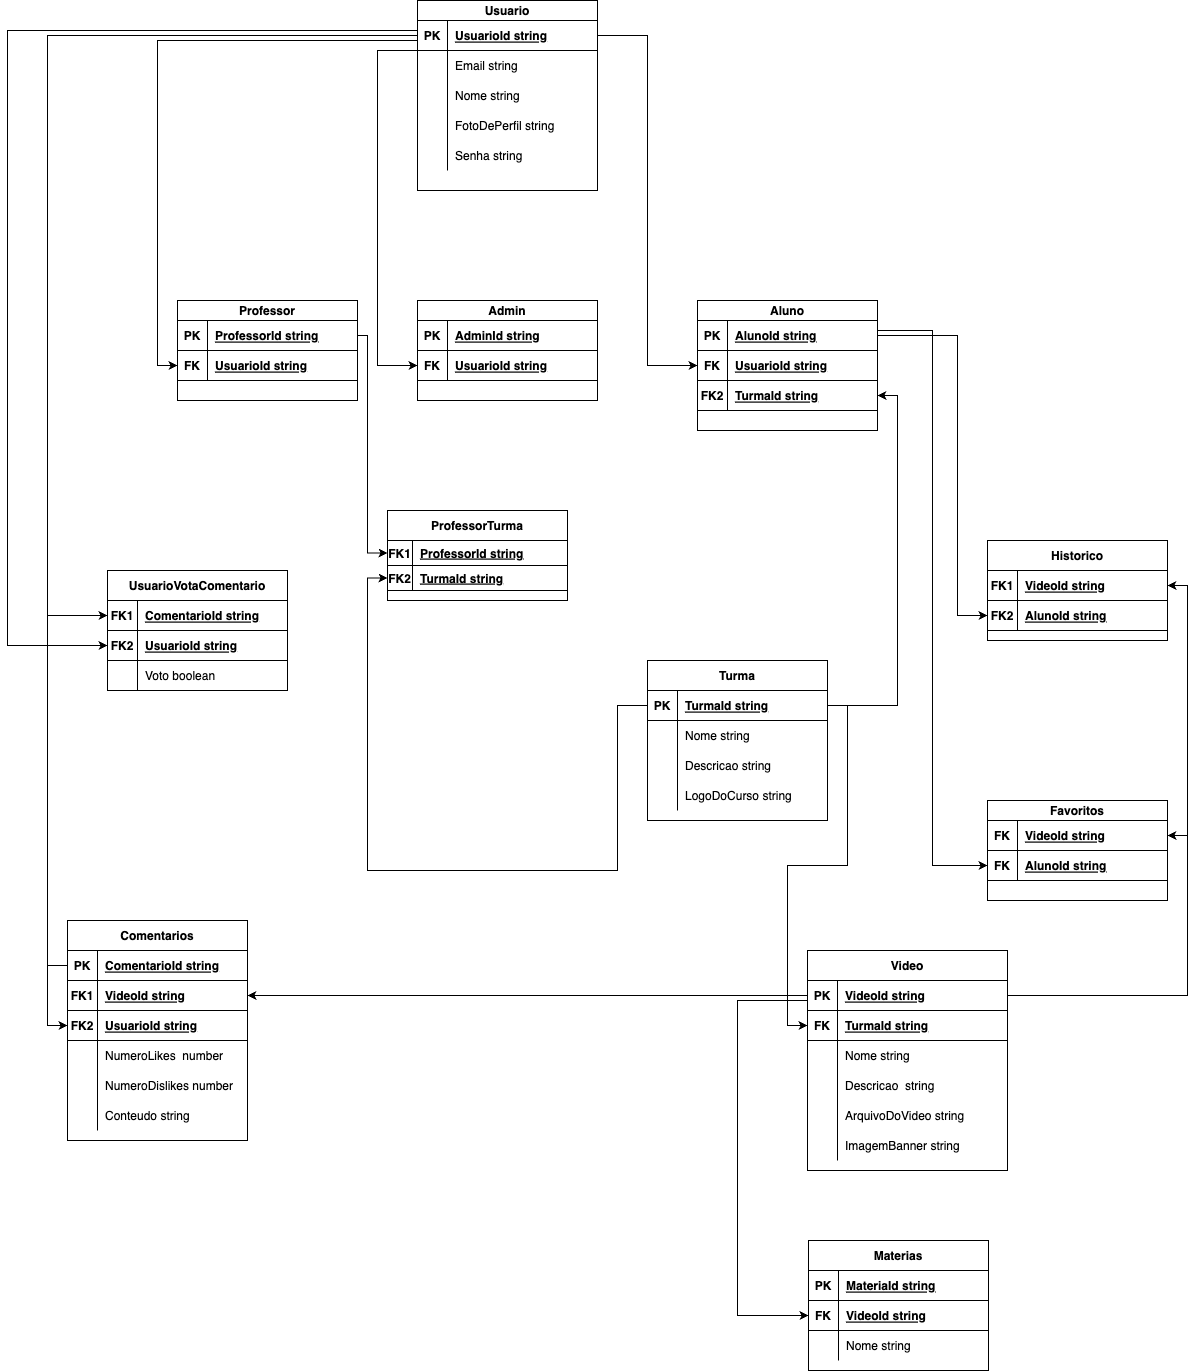 Usuario
PK UsuarioId string
Email string
Nome string
FotoDePerfil string
Senha string
Professor
PK ProfessorId string
FK UsuarioId string
Admin
PK AdminId string
FK UsuarioId string
Aluno
PK AlunoId string
FK UsuarioId string
FK2 TurmaId string
ProfessorTurma
FK1 ProfessorId string
FK2 TurmaId string
Historico
FK1 VideoId string
FK2 AlunoId string
UsuarioVotaComentario
FK1 ComentarioId string
FK2 UsuarioId string
Voto boolean
Turma
PK TurmaId string
Nome string
Descricao string
LogoDoCurso string
Favoritos
FK VideoId string
FK AlunoId string
Comentarios
PK ComentarioId string
FK1 VideoId string
FK2 UsuarioId string
NumeroLikes  number
NumeroDislikes number
Conteudo string
Video
PK VideoId string
FK TurmaId string
Nome string
Descricao  string
ArquivoDoVideo string
ImagemBanner string
Materias
PK MateriaId string
FK VideoId string
Nome string